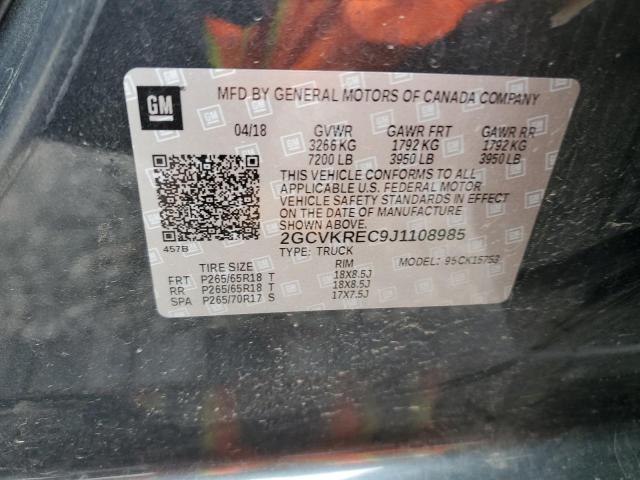 GM
MFD BY GENERAL MOTORS OF CANADA COMPANY
04/18 GVWR GAWR FRT GAWR RR
3266 KG 1792 KG 1792 KG
7200 LB 3950 LB 3950 LB
THIS VEHICLE CONFORMS TO ALL
APPLICABLE U.S. FEDERAL MOTOR
VEHICLE SAFETY STANDARDS IN EFFECT
ON THE DATE OF MANUFACTURE
SHOWN ABOVE.
457B
2GCVKREC9J1108985
TYPE: TRUCK MODEL:
TIRE SIZE RIM
FRT P265/65R18 T 18X8.5J
RR P265/65R18 T 18X8.5J
SPA P265/70R17 S 17X7.5J